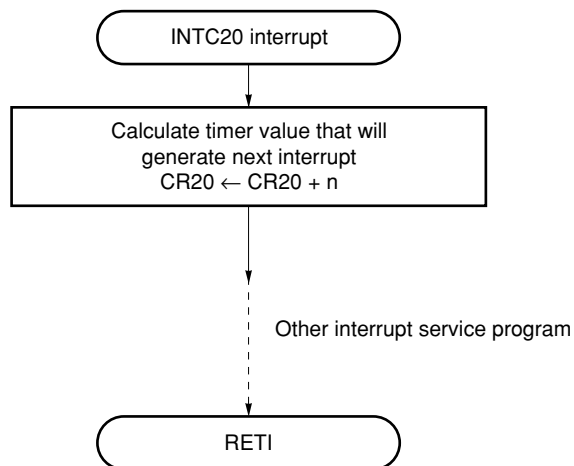 INTC20 interrupt
Calculate timer value that will
generate next interrupt
CR20 ← CR20 + n
Other interrupt service program
RETI